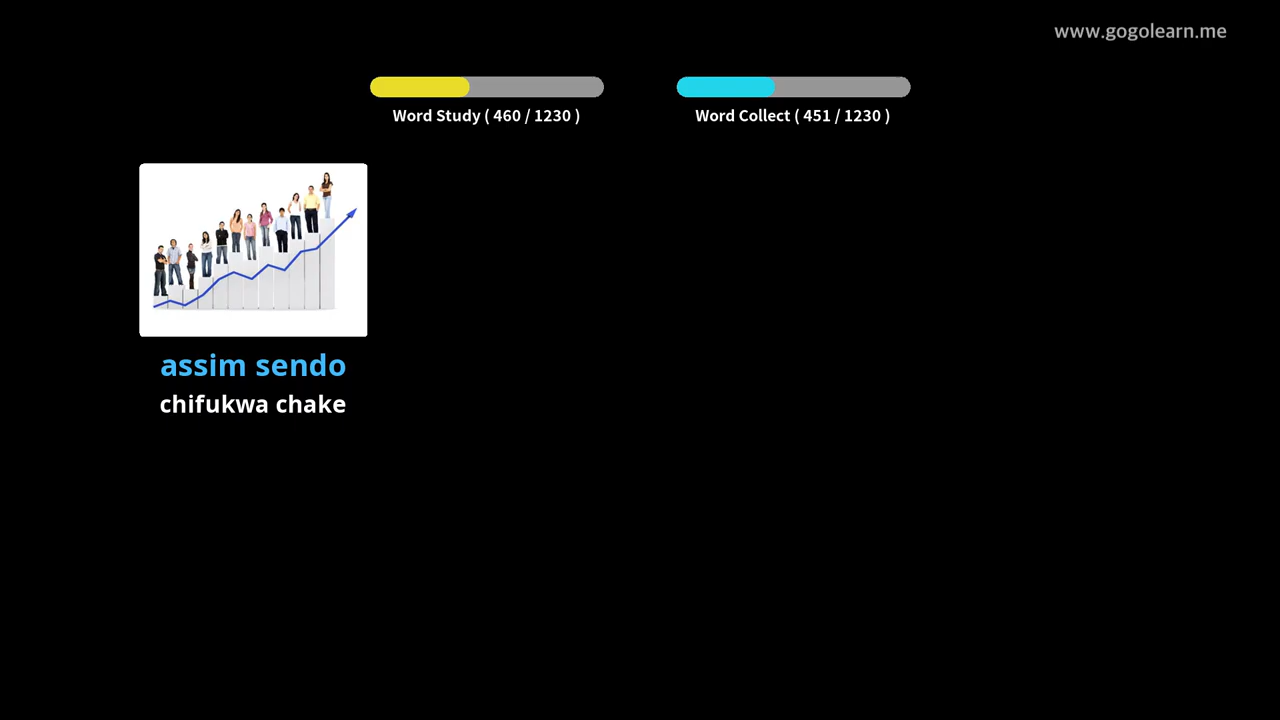 www.gogolearn.me
Word Study ( 460 / 1230 )
Word Collect ( 451 / 1230 )
assim sendo
chifukwa chake